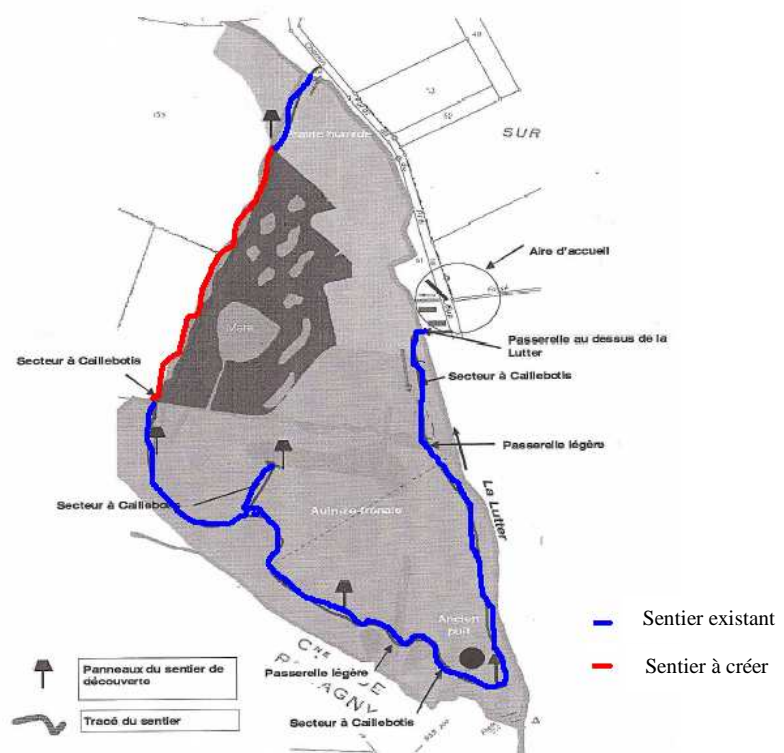 SUR
Aire d'accueil
Mare
Passerelle au dessus de la
Lutter
Secteur à Caillebotis
Secteur à Caillebotis
Passerelle légère
Secteur à Caillebotis
La Lutter
Ancien
puit
Sentier existant
Sentier à créer
Panneaux du sentier de
découverte
Passerelle légère
Tracé du sentier
Secteur à Caillebotis